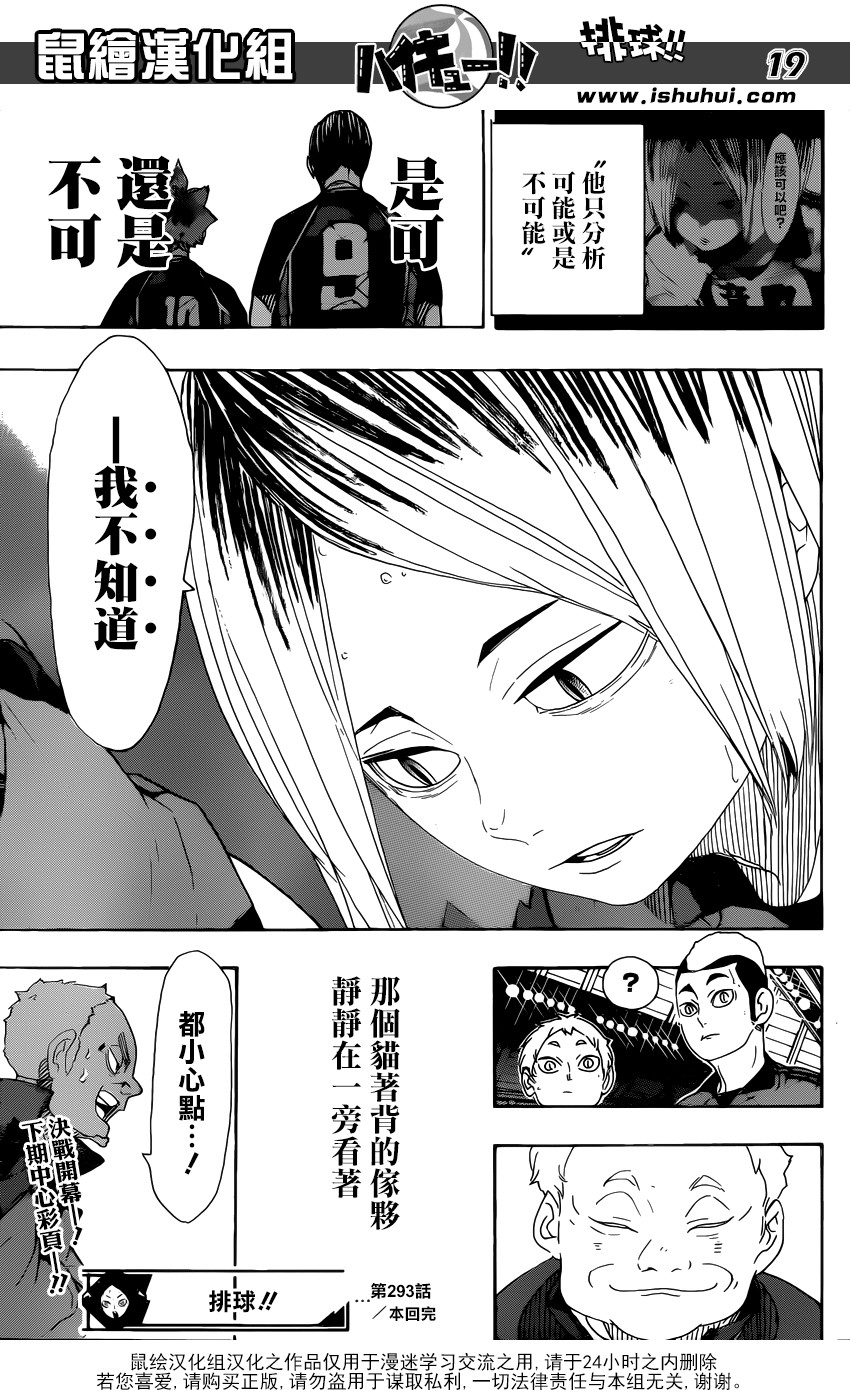 鼠繪漢化組
ハイキュー!!
排球!!
19
www.ishuhui.com
應該可以吧？
“他只分析
可能或是
不可能”
是可
還是
不可
10
9
音駒
—我不知道
？
那個貓著背的傢夥
靜靜在一旁看著
都小心點…！
決戰開幕—！
下期中心彩頁—!!
排球!!
…第293話
／本回完
鼠绘汉化组汉化之作品仅用于漫迷学习交流之用, 请于24小时之内删除
若您喜爱, 请购买正版, 请勿盗用于谋取私利, 一切法律责任与本组无关, 谢谢。